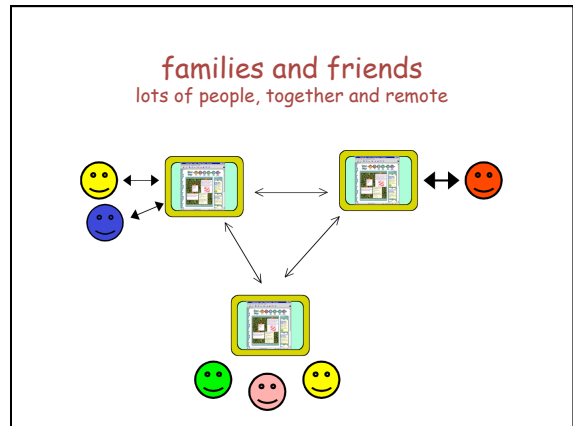 families and friends
lots of people, together and remote